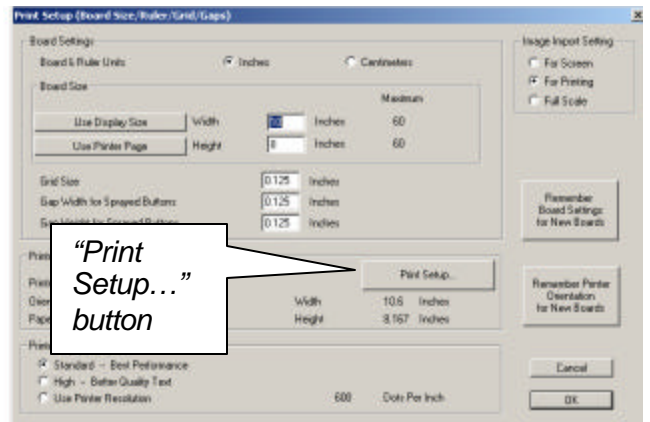 Print Setup (Board Size/Ruler/Grid/Gaps)
Board Settings
Board & Ruler Units Inches Centimeters
Board Size
Maximum
Use Display Size Width 10 Inches 60
Use Printer Page Height 8 Inches 60
Grid Size 0.125 Inches
Gap Width for Sprayed Buttons 0.125 Inches
Gap Height for Sprayed Buttons 0.125 Inches
Image Import Setting
For Screen
For Printing
Full Scale
Remember
Board Settings
for New Boards
“Print
Setup…”
button
Print Setup...
Width 10.6 Inches
Height 8.167 Inches
Remember Printer
Orientation
for New Boards
Standard - Best Performance
High - Better Quality Text
Use Printer Resolution 600 Dots Per Inch
Cancel
OK